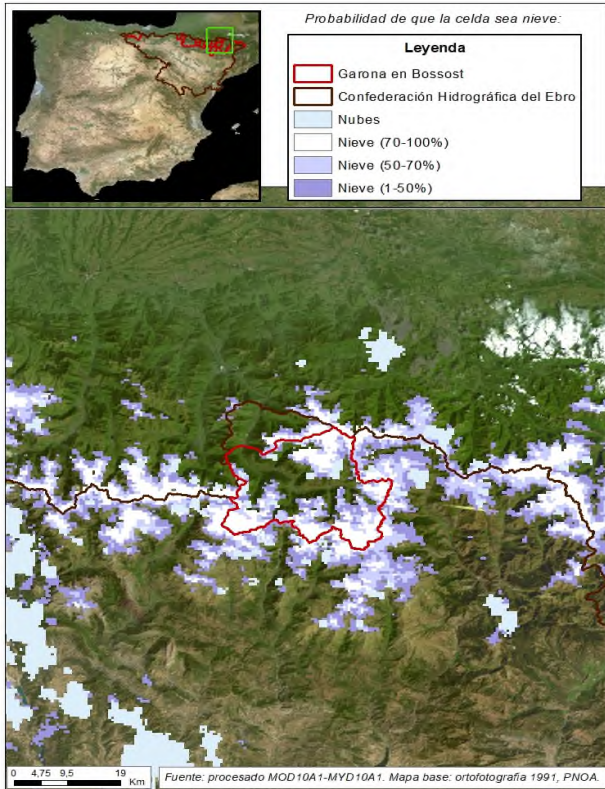 Probabilidad de que la celda sea nieve:
Leyenda
Garona en Bossost
Confederación Hidrográfica del Ebro
Nubes
Nieve (70-100%)
Nieve (50-70%)
Nieve (1-50%)
0 4,75 9,5 19
Km
Fuente: procesado MOD10A1-MYD10A1. Mapa base: ortofotografía 1991, PNOA.